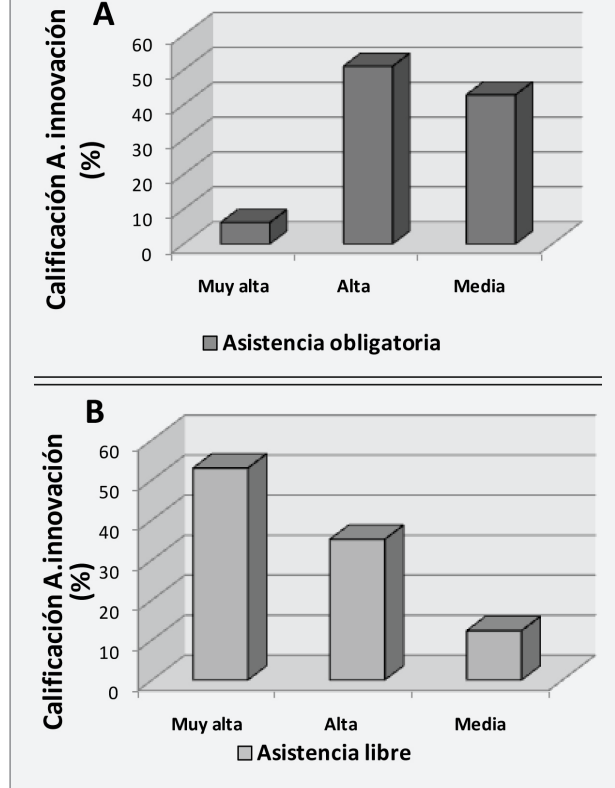 A
Calificación A. innovación
(%)
60
50
40
30
20
10
0
Muy alta Alta Media
Asistencia obligatoria
B
Calificación A.innovación
(%)
60
50
40
30
20
10
0
Muy alta Alta Media
Asistencia libre